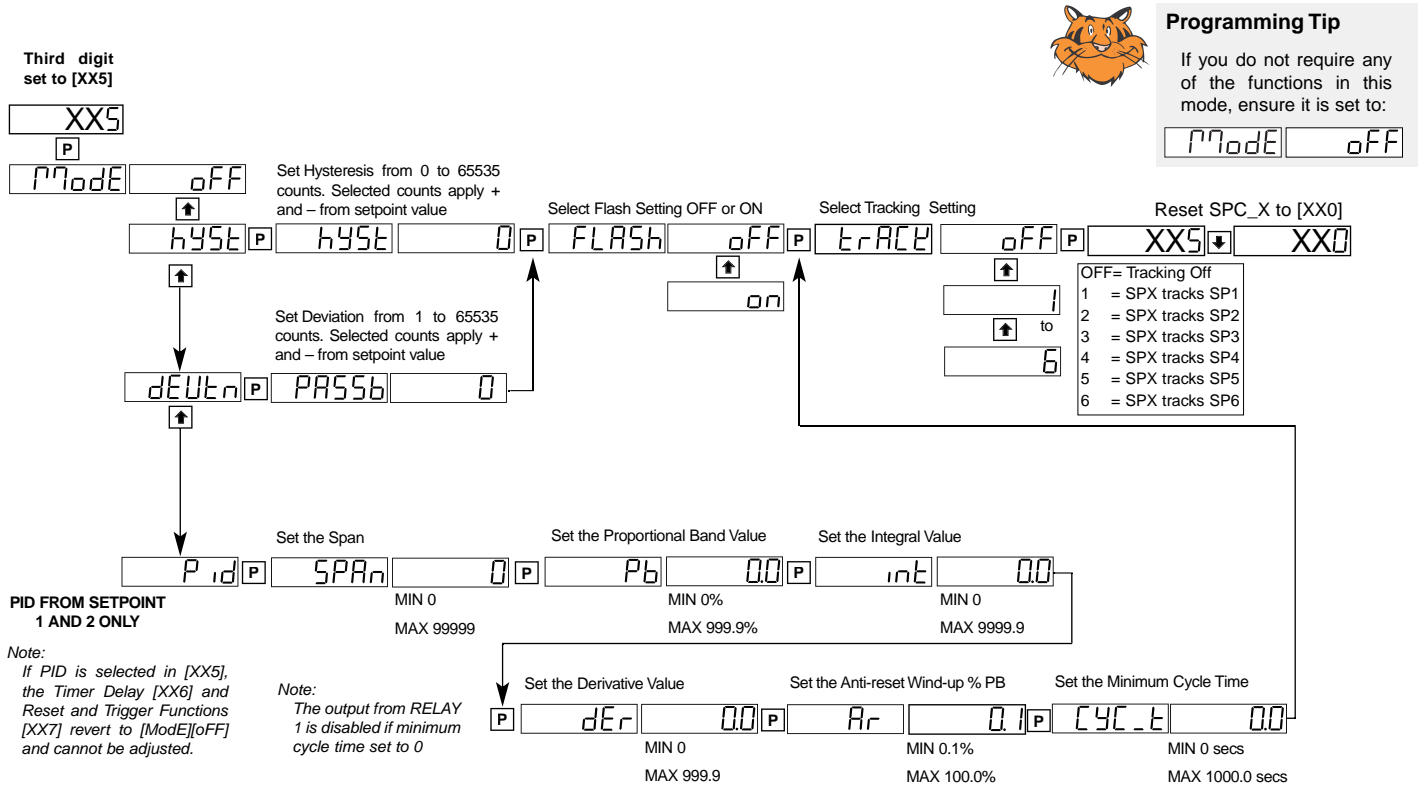 Programming Tip
If you do not require any
of the functions in this
mode, ensure it is set to:
ModE oFF
Third digit
set to [XX5]
XX5
P
ModE oFF
Set Hysteresis from 0 to 65535
counts. Selected counts apply +
and – from setpoint value
Select Flash Setting OFF or ON
Select Tracking Setting
Reset SPC_X to [XX0]
hYSt P hYSt 0 P FLASh oFF P trACK oFF P XX5 XX0
on
1
to
6
OFF= Tracking Off
1 = SPX tracks SP1
2 = SPX tracks SP2
3 = SPX tracks SP3
4 = SPX tracks SP4
5 = SPX tracks SP5
6 = SPX tracks SP6
Set Deviation from 1 to 65535
counts. Selected counts apply +
and – from setpoint value
dEVtn P PASSb 0
Set the Span
Set the Proportional Band Value
Set the Integral Value
Pid P SPAn 0 P Pb 0.0 P int 0.0
MIN 0
MAX 99999
MIN 0%
MAX 999.9%
MIN 0
MAX 9999.9
PID FROM SETPOINT
1 AND 2 ONLY
Note:
If PID is selected in [XX5],
the Timer Delay [XX6] and
Reset and Trigger Functions
[XX7] revert to [ModE][oFF]
and cannot be adjusted.
Note:
The output from RELAY
1 is disabled if minimum
cycle time set to 0
Set the Derivative Value
Set the Anti-reset Wind-up % PB
Set the Minimum Cycle Time
P dEr 0.0 P Ar 0.1 P CYC_t 0.0
MIN 0
MAX 999.9
MIN 0.1%
MAX 100.0%
MIN 0 secs
MAX 1000.0 secs